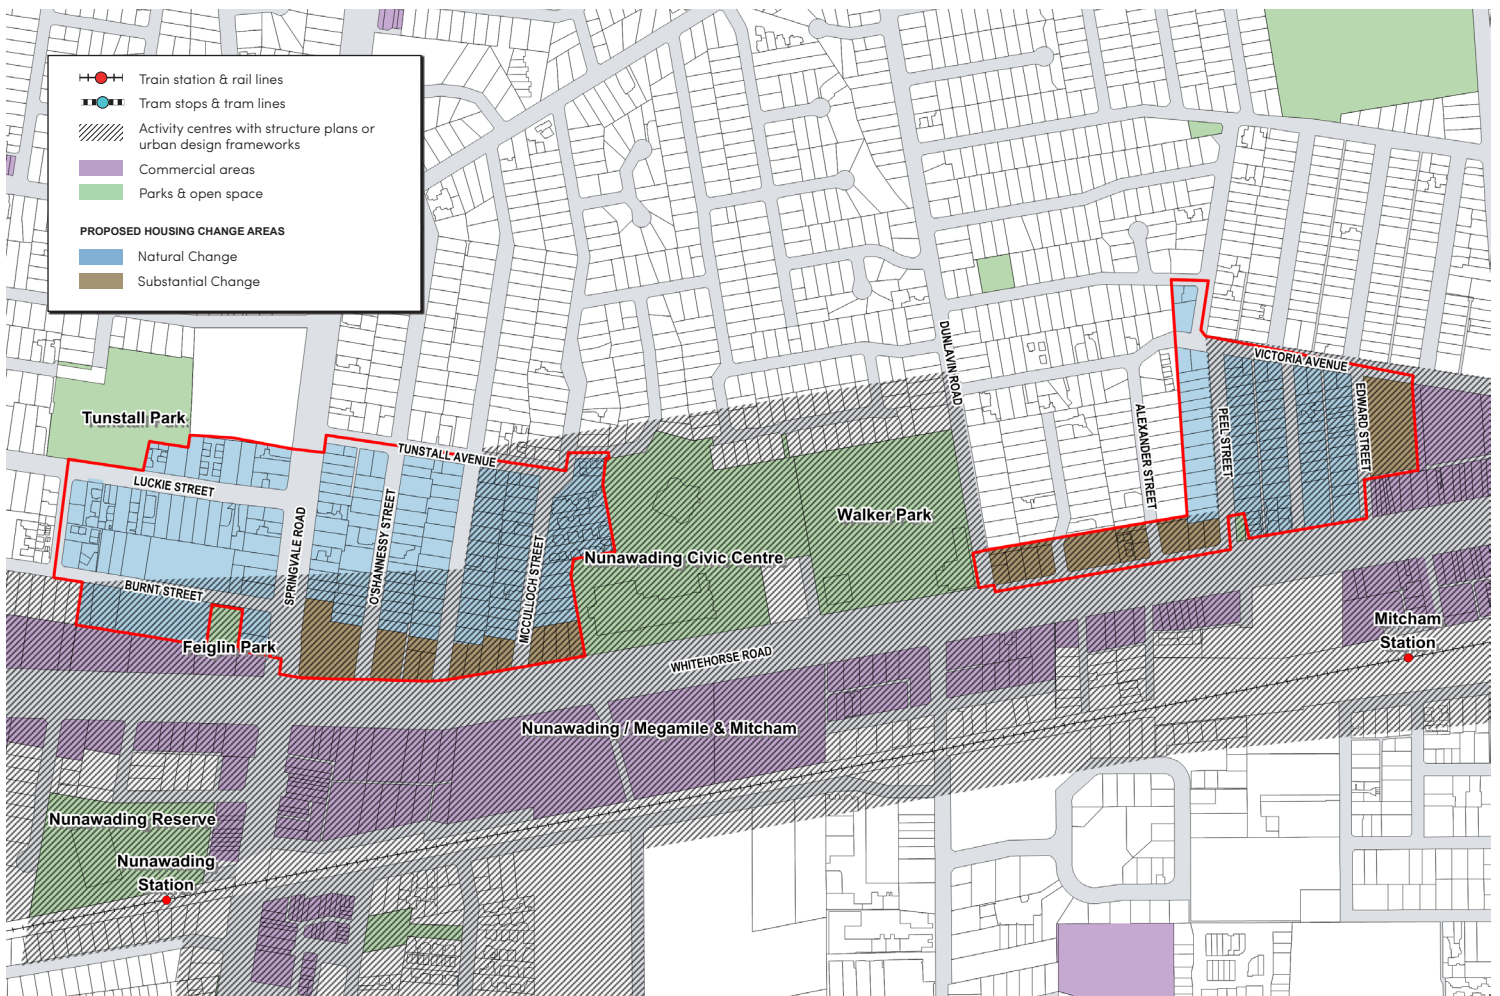 Train station & rail lines
Tram stops & tram lines
Activity centres with structure plans or
urban design frameworks
Commercial areas
Parks & open space
PROPOSED HOUSING CHANGE AREAS
Natural Change
Substantial Change
DUNLAVIN ROAD
VICTORIA AVENUE
EDWARD STREET
PEEL STREET
ALEXANDER STREET
Tunstall Park
TUNSTALL AVENUE
LUCKIE STREET
SPRINGVALE ROAD
O'SHANNESSY STREET
MCCULLOCH STREET
Walker Park
Nunawading Civic Centre
BURNT STREET
Feiglin Park
WHITEHORSE ROAD
Mitcham
Station
Nunawading / Megamile & Mitcham
Nunawading Reserve
Nunawading
Station